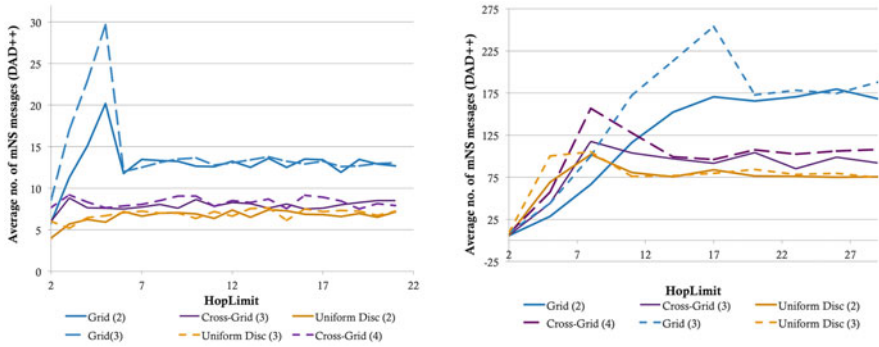 Average no. of mNS mesages (DAD++)
30
25
20
15
10
5
0
2 7 12 17 22
HopLimit
Grid (2) Cross-Grid (3) Uniform Disc (2)
Grid(3) Uniform Disc (3) Cross-Grid (4)
Average no. of mNS mesages (DAD++)
275
225
175
125
75
25
-25
2 7 12 17 22 27
HopLimit
Grid (2) Cross-Grid (3) Uniform Disc (2)
Cross-Grid (4) Grid (3) Uniform Disc (3)